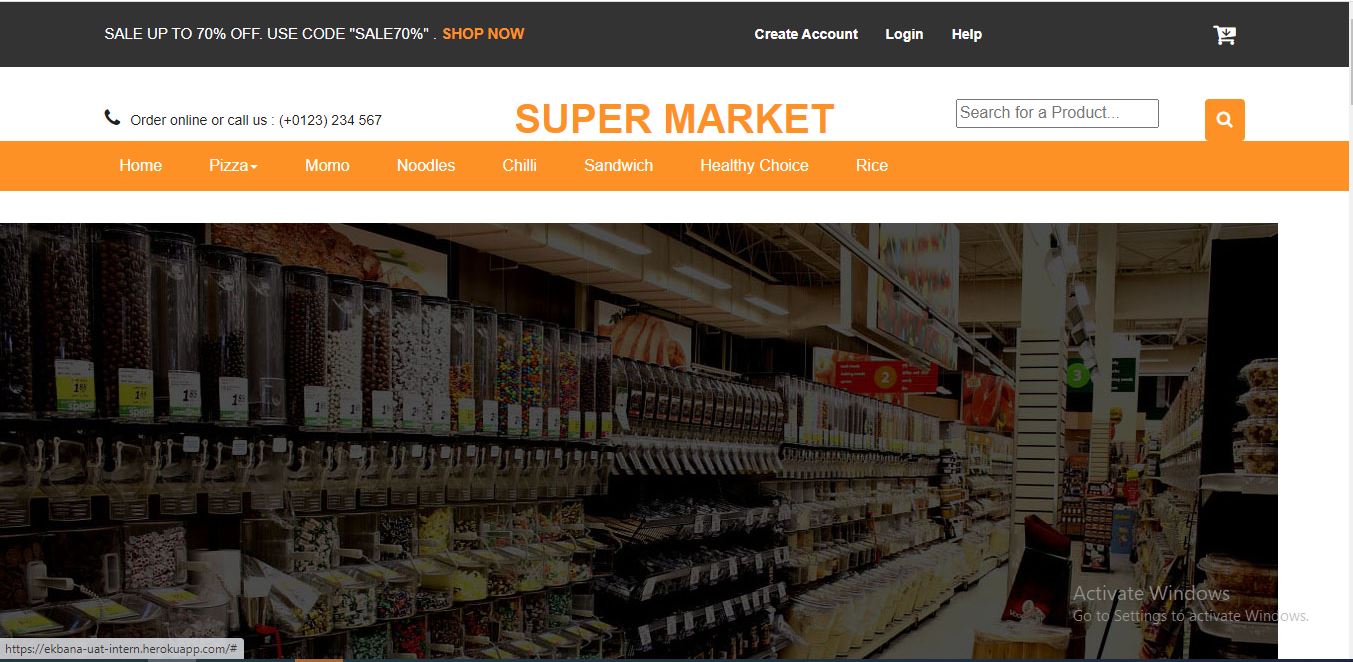 SALE UP TO 70% OFF. USE CODE "SALE70%" . SHOP NOW
Create Account Login Help
Order online or call us : (+0123) 234 567
SUPER MARKET
Search for a Product...
Home Pizza Momo Noodles Chilli Sandwich Healthy Choice Rice
2
3
Activate Windows
Go to Settings to activate Windows.
https://ekbana-uat-intern.herokuapp.com/#